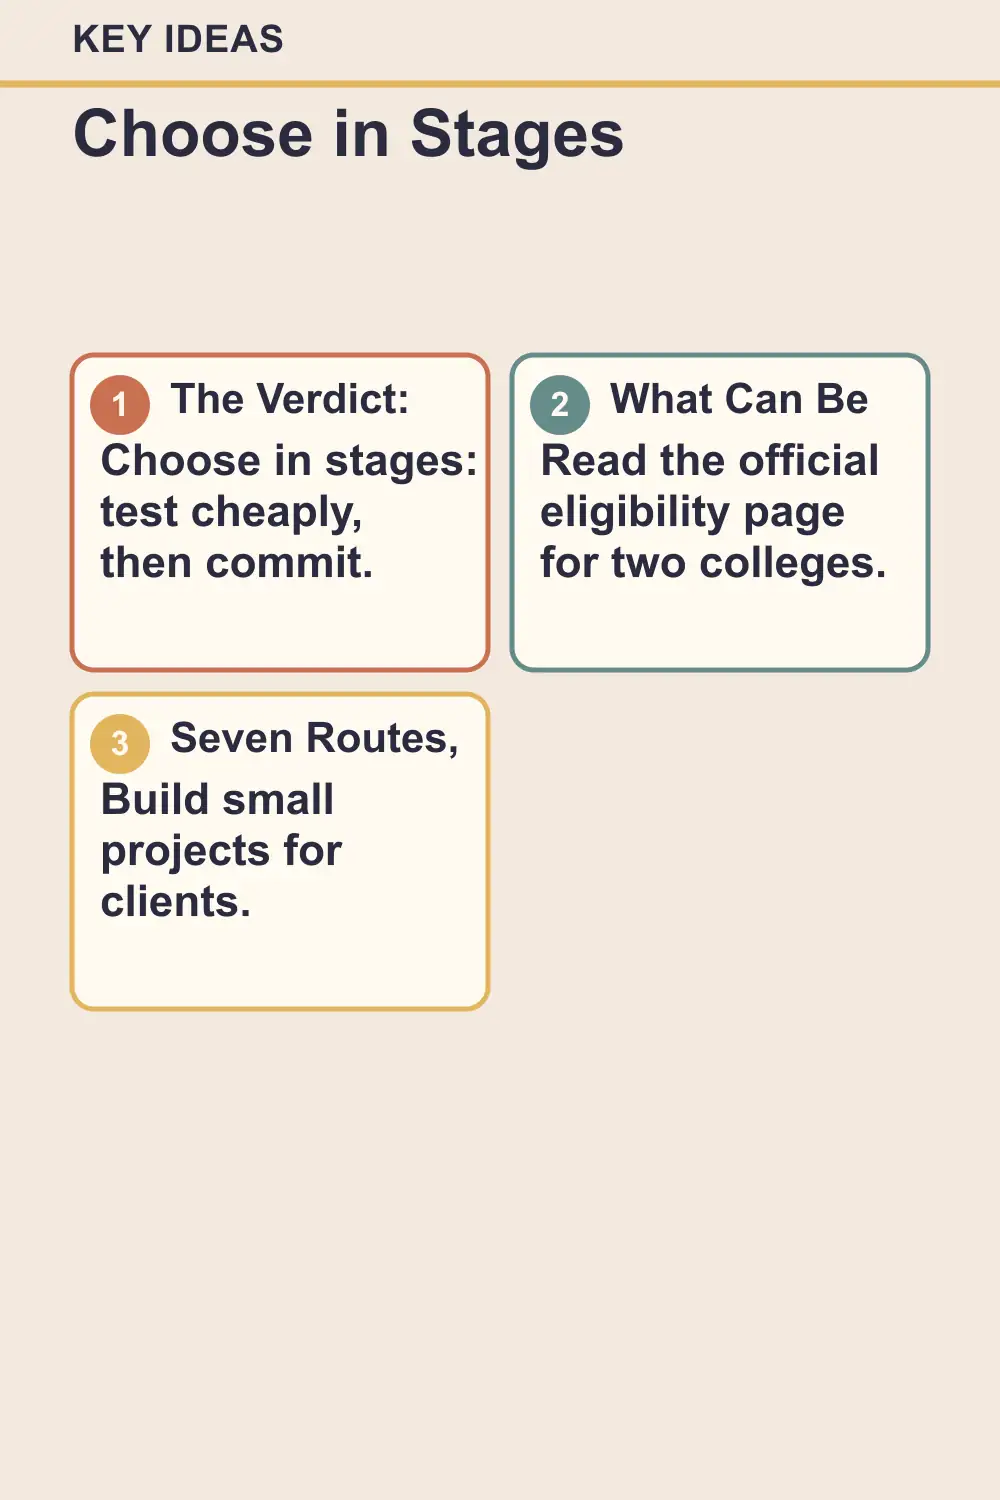 KEY IDEAS
Choose in Stages
1 The Verdict:
Choose in stages:
test cheaply,
then commit.
2 What Can Be
Read the official
eligibility page
for two colleges.
3 Seven Routes,
Build small
projects for
clients.